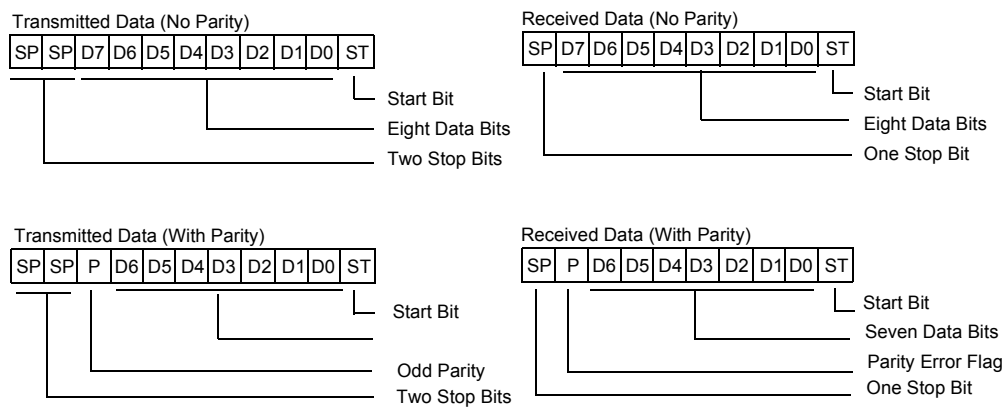 Transmitted Data (No Parity)
SP SP D7 D6 D5 D4 D3 D2 D1 D0 ST
Start Bit
Eight Data Bits
Two Stop Bits
Received Data (No Parity)
SP D7 D6 D5 D4 D3 D2 D1 D0 ST
Start Bit
Eight Data Bits
One Stop Bit
Transmitted Data (With Parity)
SP SP P D6 D5 D4 D3 D2 D1 D0 ST
Start Bit
Odd Parity
Two Stop Bits
Received Data (With Parity)
SP P D6 D5 D4 D3 D2 D1 D0 ST
Start Bit
Seven Data Bits
Parity Error Flag
One Stop Bit